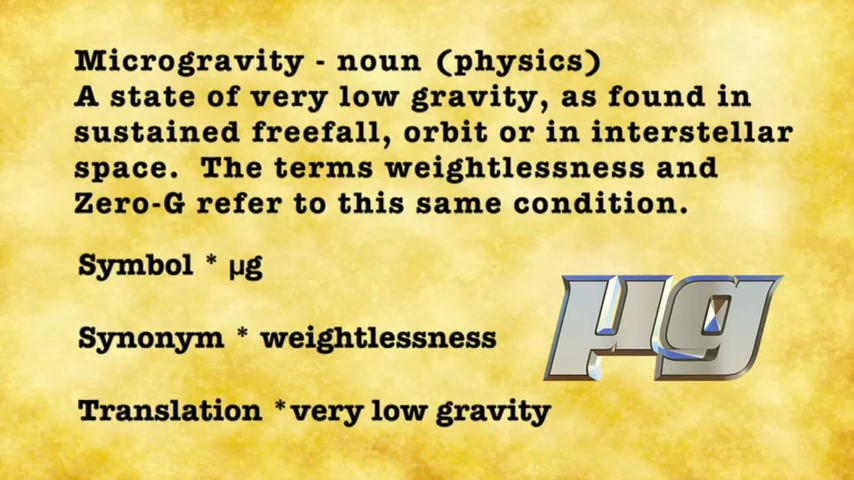 Microgravity - noun (physics)
A state of very low gravity, as found in
sustained freefall, orbit or in interstellar
space.  The terms weightlessness and
Zero-G refer to this same condition.
Symbol * µg
µg
Synonym * weightlessness
Translation *very low gravity